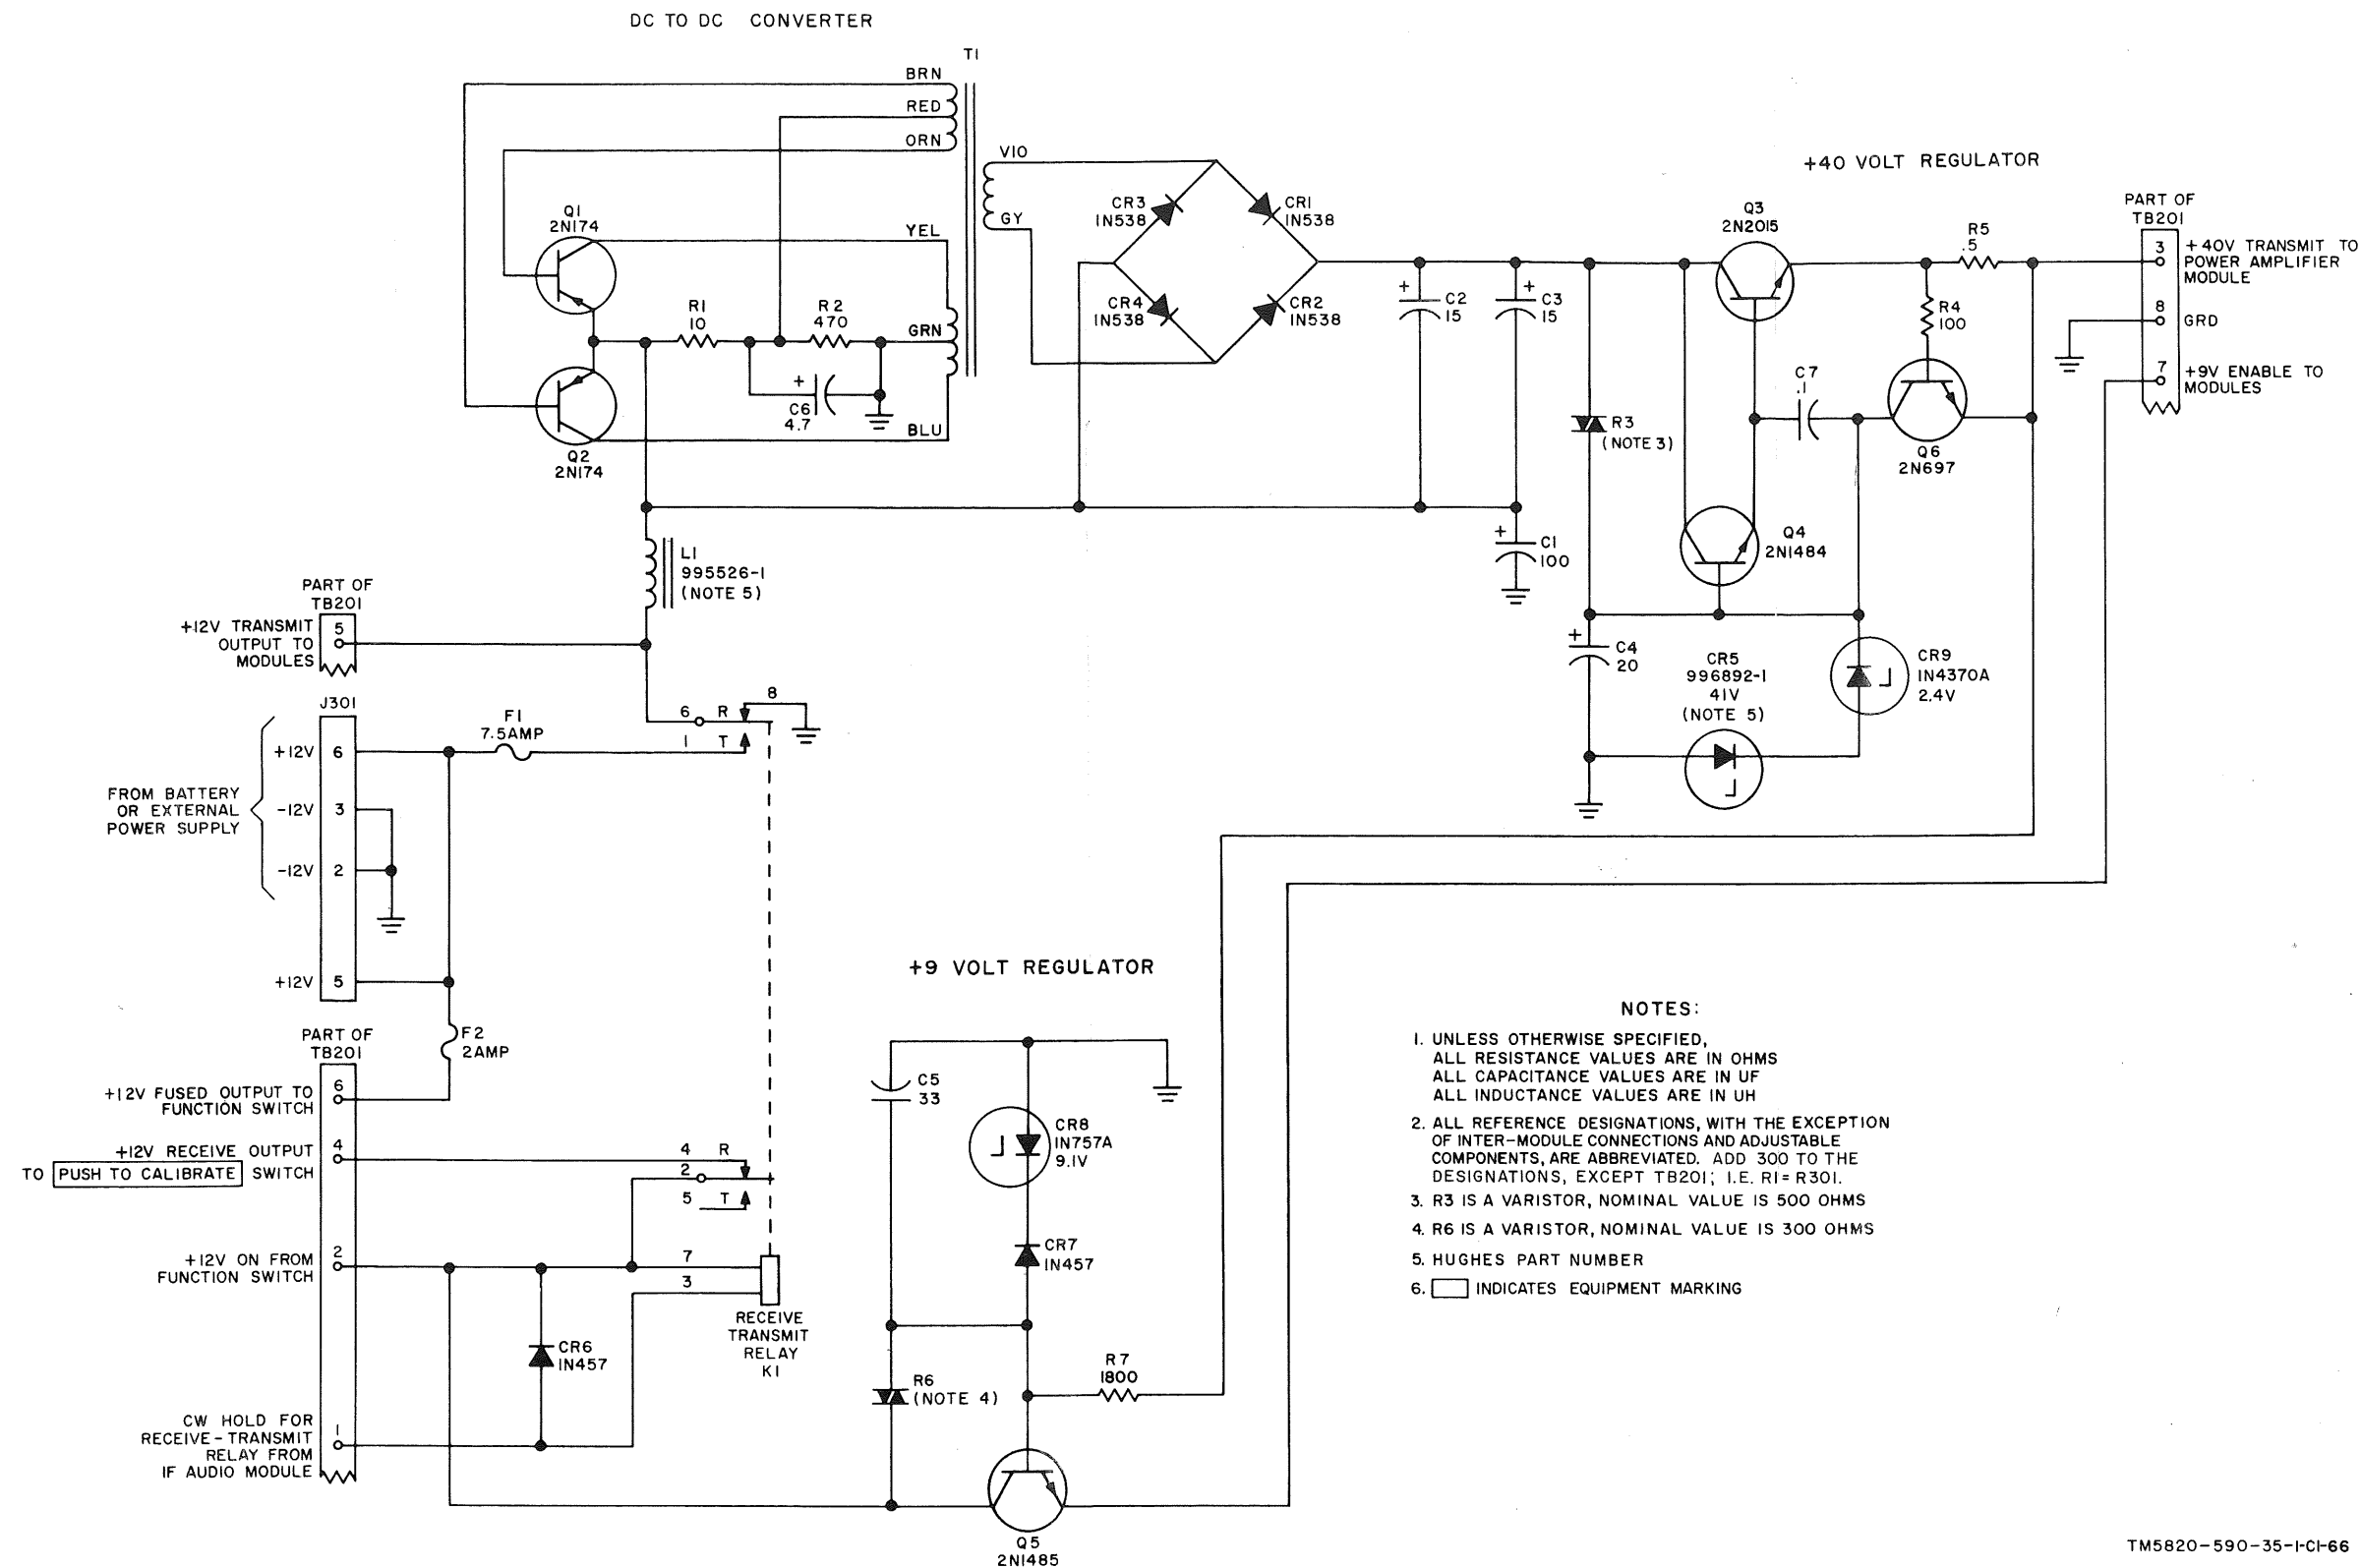 DC TO DC CONVERTER
T1
BRN
RED
ORN
YEL
GRN
BLU
VIO
GY
Q1
2N174
Q2
2N174
R1
10
R2
470
+
C6
4.7
CR3
IN538
CR1
IN538
CR4
IN538
CR2
IN538
+
C2
15
+
C3
15
+
C1
100
+40 VOLT REGULATOR
Q3
2N2015
R5
.5
R4
100
R3
(NOTE 3)
C7
.1
Q6
2N697
Q4
2N1484
+
C4
20
CR5
996892-1
41V
(NOTE 5)
CR9
IN4370A
2.4V
PART OF
TB201
3
+40V TRANSMIT TO
POWER AMPLIFIER
MODULE
8
GRD
7
+9V ENABLE TO
MODULES
L1
995526-1
(NOTE 5)
PART OF
TB201
+12V TRANSMIT
OUTPUT TO
MODULES
5
J301
F1
7.5AMP
6 R
8
1 T
+12V
6
FROM BATTERY
OR EXTERNAL
POWER SUPPLY
-12V
3
-12V
2
+12V
5
F2
2AMP
PART OF
TB201
+12V FUSED OUTPUT TO
FUNCTION SWITCH
6
+12V RECEIVE OUTPUT
TO PUSH TO CALIBRATE SWITCH
4
4 R
2
5 T
+12V ON FROM
FUNCTION SWITCH
2
7
3
RECEIVE
TRANSMIT
RELAY
K1
CR6
IN457
CW HOLD FOR
RECEIVE-TRANSMIT
RELAY FROM
IF AUDIO MODULE
1
+9 VOLT REGULATOR
C5
33
CR8
IN757A
9.1V
CR7
IN457
R6
(NOTE 4)
R7
1800
Q5
2N1485
NOTES:
1. UNLESS OTHERWISE SPECIFIED,
ALL RESISTANCE VALUES ARE IN OHMS
ALL CAPACITANCE VALUES ARE IN UF
ALL INDUCTANCE VALUES ARE IN UH
2. ALL REFERENCE DESIGNATIONS, WITH THE EXCEPTION
OF INTER-MODULE CONNECTIONS AND ADJUSTABLE
COMPONENTS, ARE ABBREVIATED. ADD 300 TO THE
DESIGNATIONS, EXCEPT TB201; I.E. R1=R301.
3. R3 IS A VARISTOR, NOMINAL VALUE IS 500 OHMS
4. R6 IS A VARISTOR, NOMINAL VALUE IS 300 OHMS
5. HUGHES PART NUMBER
6. INDICATES EQUIPMENT MARKING
TM5820-590-35-1-C1-66